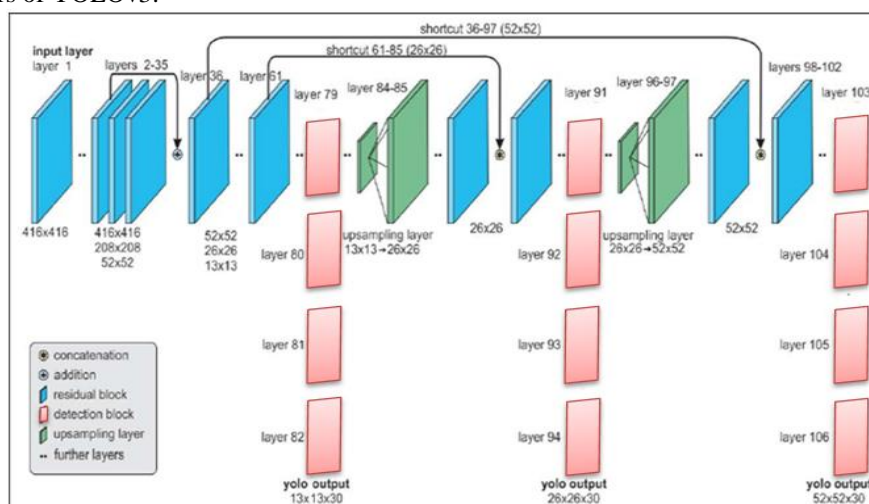 shortcut 36-97 (52x52)
shortcut 61-85 (26x26)
input layer
layer 1
layers 2-35
layer 36
layer 61
layer 79
layer 84-85
layer 91
layer 96-97
layers 98-102
layer 103
416x416
416x416
208x208
52x52
52x52
26x26
13x13
layer 80
upsampling layer
13x13→26x26
26x26
layer 92
upsampling layer
26x26→52x52
52x52
layer 104
layer 81
layer 93
layer 105
layer 82
layer 94
layer 106
concatenation
addition
residual block
detection block
upsampling layer
further layers
yolo output
13x13x30
yolo output
26x26x30
yolo output
52x52x30